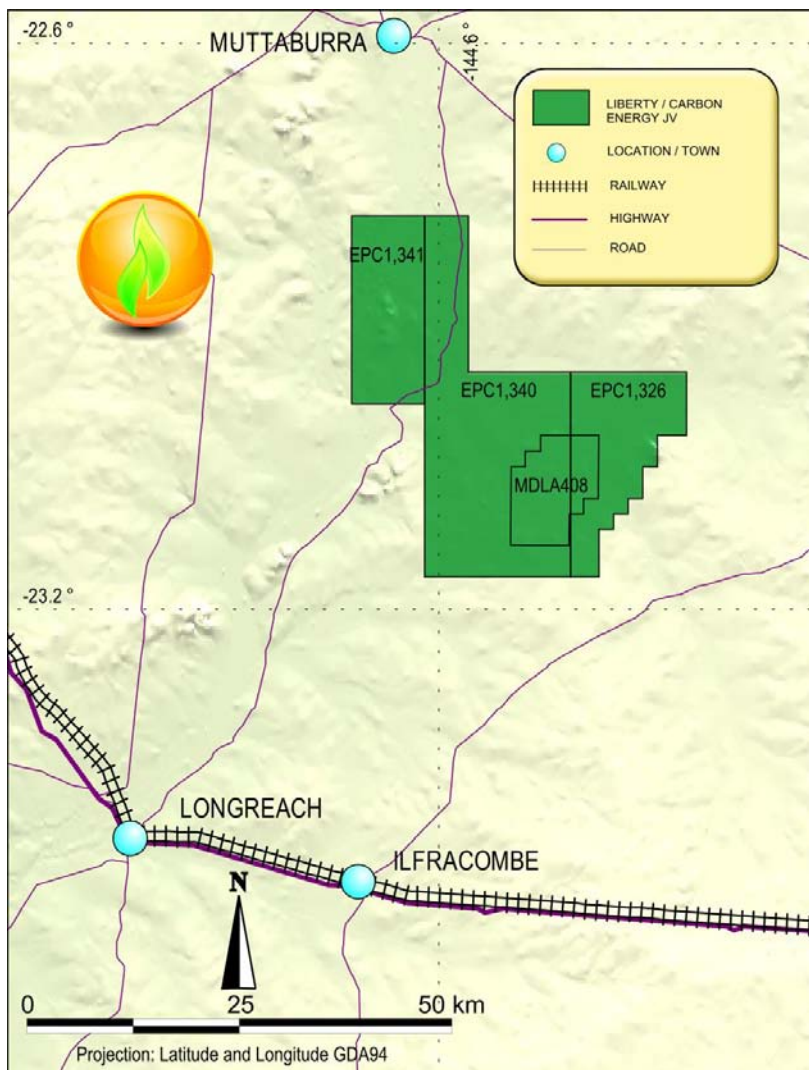 -22.6°
MUTTABURRA
-144.6°
LIBERTY / CARBON
ENERGY JV
LOCATION / TOWN
RAILWAY
HIGHWAY
ROAD
EPC1,341
EPC1,340
EPC1,326
MDLA408
-23.2°
LONGREACH
ILFRACOMBE
N
0
25
50 km
Projection: Latitude and Longitude GDA94